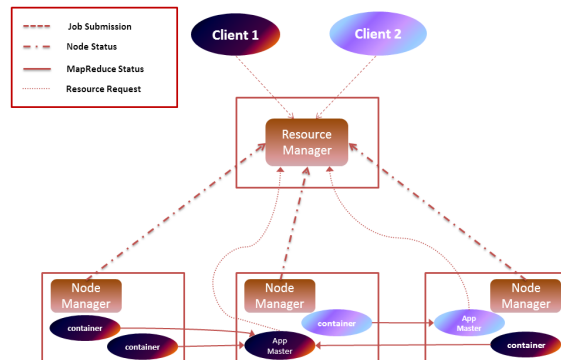 Job Submission
Node Status
MapReduce Status
Resource Request
Client 1
Client 2
Resource
Manager
Node
Manager
container
container
Node
Manager
container
App
Master
App
Master
Node
Manager
container